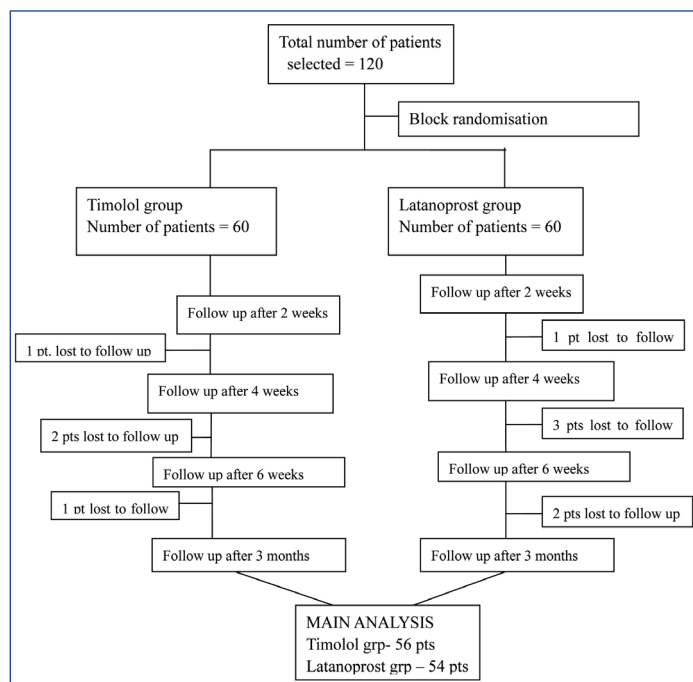 Total number of patients
selected = 120
Block randomisation
Timolol group
Number of patients = 60
Latanoprost group
Number of patients = 60
Follow up after 2 weeks
Follow up after 2 weeks
1 pt. lost to follow up
1 pt lost to follow
Follow up after 4 weeks
Follow up after 4 weeks
2 pts lost to follow up
3 pts lost to follow
Follow up after 6 weeks
Follow up after 6 weeks
1 pt lost to follow
2 pts lost to follow up
Follow up after 3 months
Follow up after 3 months
MAIN ANALYSIS
Timolol grp- 56 pts
Latanoprost grp – 54 pts